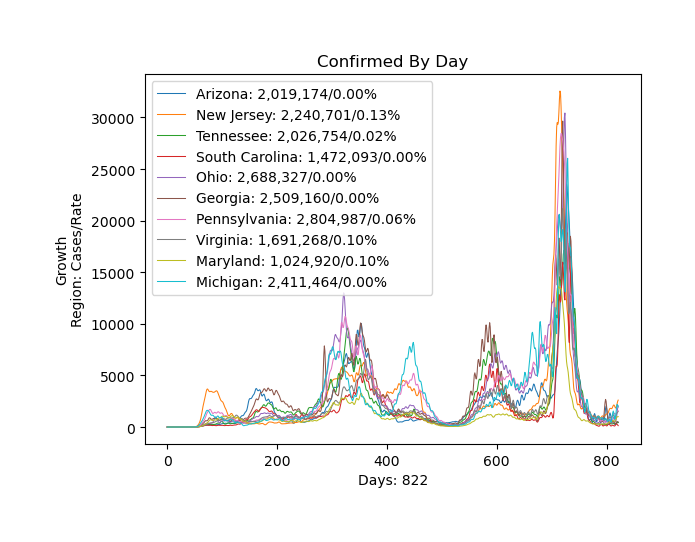 Confirmed By Day
Arizona: 2,019,174/0.00%
New Jersey: 2,240,701/0.13%
Tennessee: 2,026,754/0.02%
South Carolina: 1,472,093/0.00%
Ohio: 2,688,327/0.00%
Georgia: 2,509,160/0.00%
Pennsylvania: 2,804,987/0.06%
Virginia: 1,691,268/0.10%
Maryland: 1,024,920/0.10%
Michigan: 2,411,464/0.00%
Growth
Region: Cases/Rate
30000
25000
20000
15000
10000
5000
0
0 200 400 600 800
Days: 822